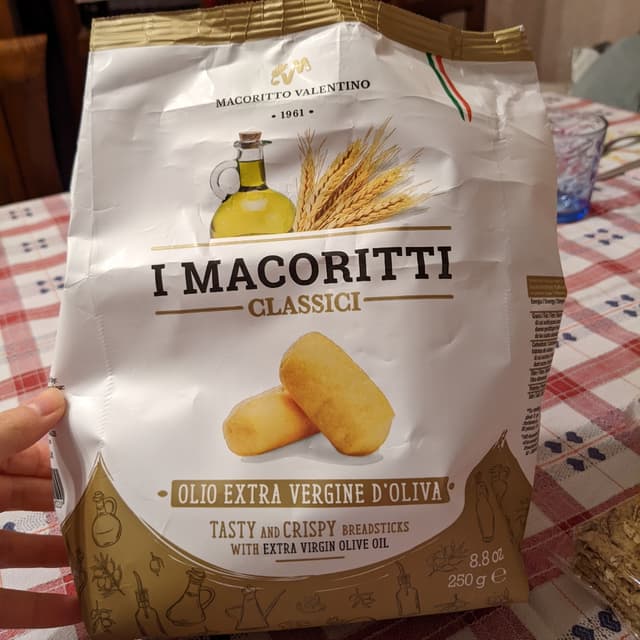 MACORITTO VALENTINO
• 1961 •
I MACORITTI
CLASSICI
OLIO EXTRA VERGINE D'OLIVA
TASTY AND CRISPY BREADSTICKS
WITH EXTRA VIRGIN OLIVE OIL
8.8 oz
250 g e